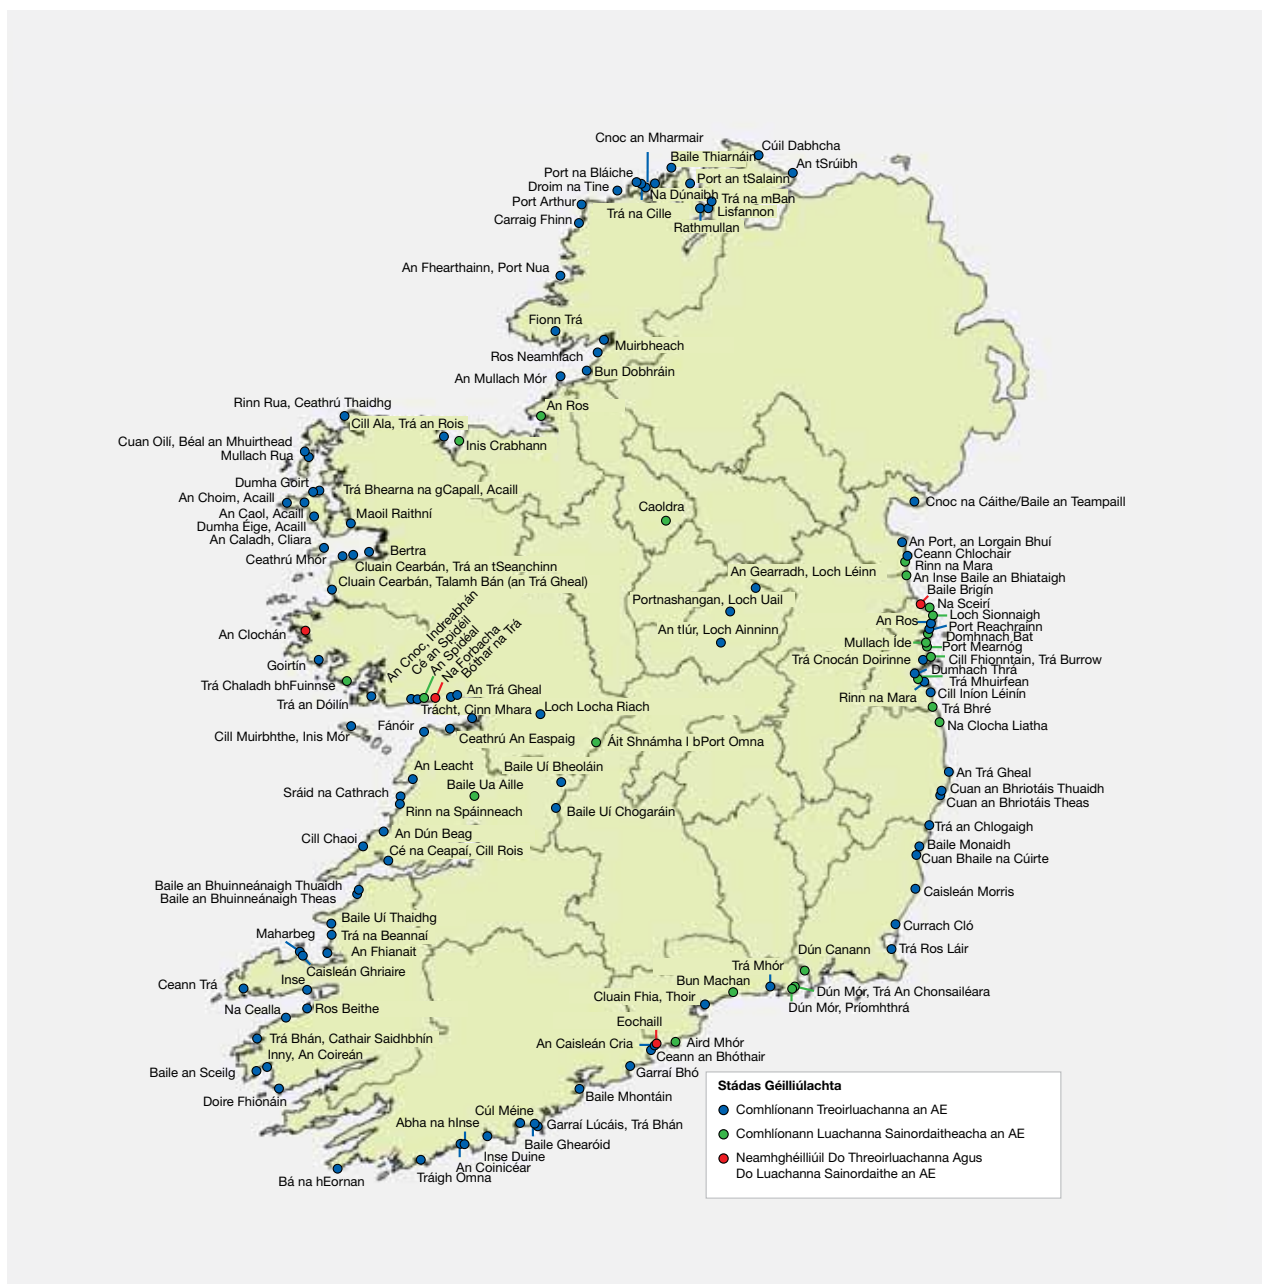 Cnoc an Mharmair
Cúil Dabhcha
Baile Thiarnáin
An tSrúibh
Port na Bláiche
Port an tSalainn
Droim na Tine
Na Dúnaibh
Trá na mBan
Port Arthur
Trá na Cille
Lisfannon
Carraig Fhinn
Rathmullan
An Fhearthainn, Port Nua
Fionn Trá
Muirbheach
Ros Neamhlach
Bun Dobhráin
An Mullach Mór
Rinn Rua, Ceathrú Thaidhg
An Ros
Cill Ala, Trá an Rois
Cuan Oilí, Béal an Mhuirthead
Inis Crabhann
Mullach Rua
Dumha Goirt
Trá Bhearna na gCapall, Acaill
An Choim, Acaill
Cnoc na Cáithe/Baile an Teampaill
Caoldra
An Caol, Acaill
Maoil Raithní
Dumha Éige, Acaill
An Caladh, Cliara
An Port, an Lorgain Bhuí
Bertra
Ceann Chlochair
Ceathrú Mhór
Cluain Cearbán, Trá an tSeanchinn
Rinn na Mara
An Gearradh, Loch Léinn
An Inse Baile an Bhiataigh
Cluain Cearbán, Talamh Bán (an Trá Gheal)
Baile Brigín
Portnashangan, Loch Uail
Na Sceirí
Loch Sionnaigh
An Ros
Port Reachrainn
An tIúr, Loch Ainninn
Domhnach Bat
Mullach Íde
Port Mearnóg
An Clochán
An Cnoc, Indreabhán
Cé an Spidéil
An Spidéal
Na Forbacha
Bóthar na Trá
Trá Cnocán Doirinne
Cill Fhionntain, Trá Burrow
Goirtín
Dumhach Thrá
Trá Mhuirfean
Trá Chaladh bhFuinnse
An Trá Gheal
Rinn na Mara
Cill Iníon Léinín
Trá an Dóilín
Trácht, Cinn Mhara
Loch Locha Riach
Trá Bhré
Fánóir
Na Clocha Liatha
Cill Muirbhthe, Inis Mór
Ceathrú An Easpaig
Áit Shnámha I bPort Omna
An Leacht
Baile Uí Bheoláin
An Trá Gheal
Baile Ua Aille
Sráid na Cathrach
Cuan an Bhriotáis Thuaidh
Cuan an Bhriotáis Theas
Rinn na Spáinneach
Baile Uí Chogaráin
Trá an Chlogaigh
An Dún Beag
Cill Chaoi
Baile Monaidh
Cé na Ceapaí, Cill Rois
Cuan Bhaile na Cúirte
Baile an Bhuinneánaigh Thuaidh
Caisleán Morris
Baile an Bhuinneánaigh Theas
Baile Uí Thaidhg
Currach Cló
Maharbeg
Trá na Beannaí
Dún Canann
Trá Ros Láir
An Fhianait
Trá Mhór
Caisleán Ghriaire
Bun Machan
Ceann Trá
Inse
Dún Mór, Trá An Chonsailéara
Cluain Fhia, Thoir
Na Cealla
Ros Beithe
Dún Mór, Príomhthrá
Eochaill
Trá Bhán, Cathair Saidhbhín
An Caisleán Cria
Aird Mhór
Inny, An Coireán
Ceann an Bhóthair
Baile an Sceilg
Garraí Bhó
Doire Fhionáin
Baile Mhontáin
Cúl Méine
Abha na hInse
Garraí Lúcáis, Trá Bhán
Baile Ghearóid
Inse Duine
An Coinicéar
Tráigh Omna
Bá na hEornan
Stádas Géilliúlachta
Comhlíonann Treoirluachanna an AE
Comhlíonann Luachanna Sainordaitheacha an AE
Neamhghéilliúil Do Threoirluachanna Agus
Do Luachanna Sainordaithe an AE